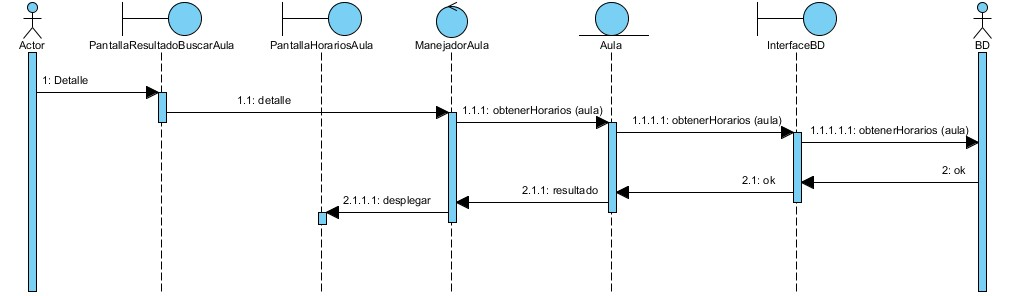 Actor
PantallaResultadoBuscarAula
PantallaHorariosAula
ManejadorAula
Aula
InterfaceBD
BD
1: Detalle
1.1: detalle
1.1.1: obtenerHorarios (aula)
1.1.1.1: obtenerHorarios (aula)
1.1.1.1.1: obtenerHorarios (aula)
2: ok
2.1: ok
2.1.1: resultado
2.1.1.1: desplegar